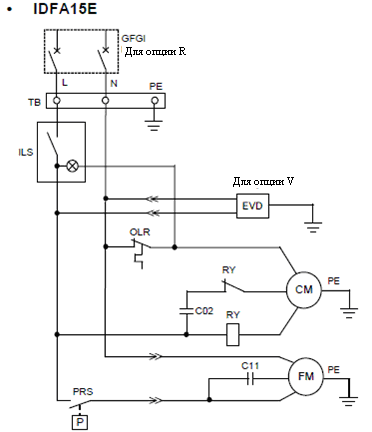 • IDFA15E
GFGI
Для опции R
L
N
PE
TB
ILS
Для опции V
EVD
OLR
RY
CM
PE
C02
RY
C11
FM
PE
PRS
P